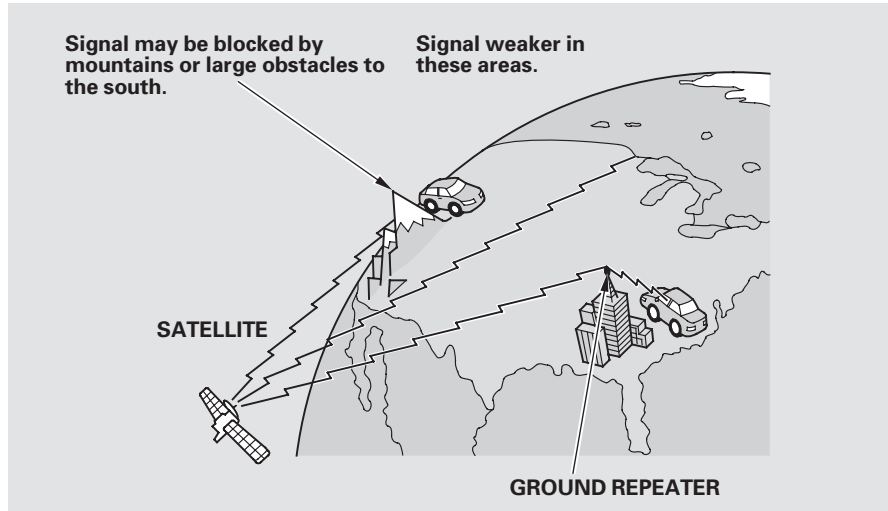 Signal may be blocked by
mountains or large obstacles to
the south.
Signal weaker in
these areas.
SATELLITE
GROUND REPEATER